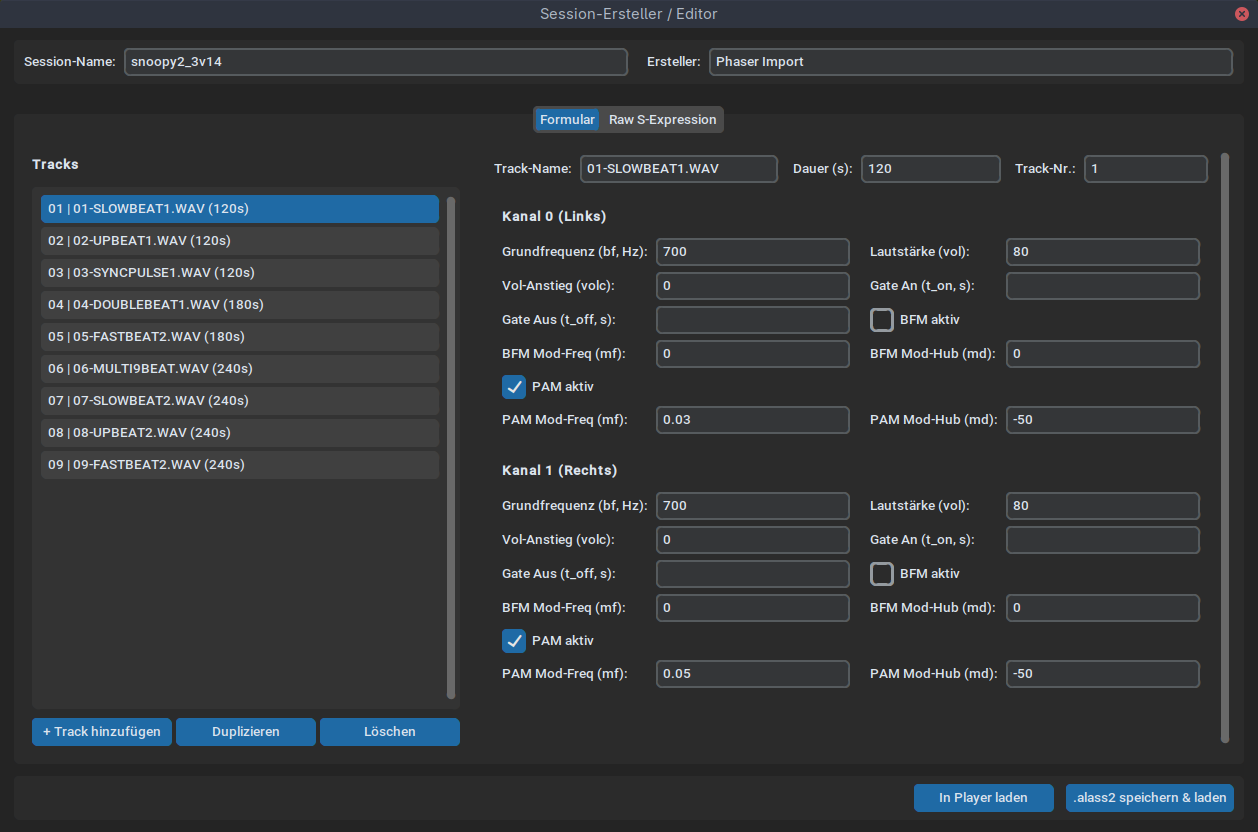 Session-Ersteller / Editor
Session-Name: snoopy2_3v14 Ersteller: Phaser Import
Formular Raw S-Expression
Tracks
01 | 01-SLOWBEAT1.WAV (120s)
02 | 02-UPBEAT1.WAV (120s)
03 | 03-SYNCPULSE1.WAV (120s)
04 | 04-DOUBLEBEAT1.WAV (180s)
05 | 05-FASTBEAT2.WAV (180s)
06 | 06-MULTI9BEAT.WAV (240s)
07 | 07-SLOWBEAT2.WAV (240s)
08 | 08-UPBEAT2.WAV (240s)
09 | 09-FASTBEAT2.WAV (240s)
+ Track hinzufügen Duplizieren Löschen
Track-Name: 01-SLOWBEAT1.WAV Dauer (s): 120 Track-Nr.: 1
Kanal 0 (Links)
Grundfrequenz (bf, Hz): 700 Lautstärke (vol): 80
Vol-Anstieg (volc): 0 Gate An (t_on, s):
Gate Aus (t_off, s): BFM aktiv
BFM Mod-Freq (mf): 0 BFM Mod-Hub (md): 0
PAM aktiv
PAM Mod-Freq (mf): 0.03 PAM Mod-Hub (md): -50
Kanal 1 (Rechts)
Grundfrequenz (bf, Hz): 700 Lautstärke (vol): 80
Vol-Anstieg (volc): 0 Gate An (t_on, s):
Gate Aus (t_off, s): BFM aktiv
BFM Mod-Freq (mf): 0 BFM Mod-Hub (md): 0
PAM aktiv
PAM Mod-Freq (mf): 0.05 PAM Mod-Hub (md): -50
In Player laden .alass2 speichern & laden